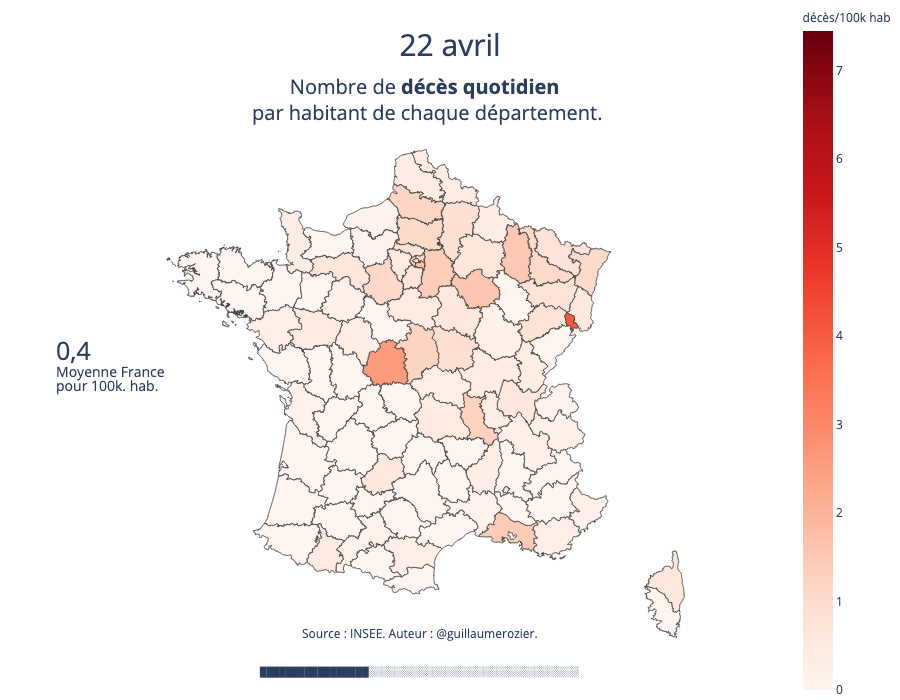 décès/100k hab
22 avril
Nombre de décès quotidien
par habitant de chaque département.
7
6
5
4
3
2
1
0
0,4
Moyenne France
pour 100k. hab.
Source : INSEE. Auteur : @guillaumerozier.